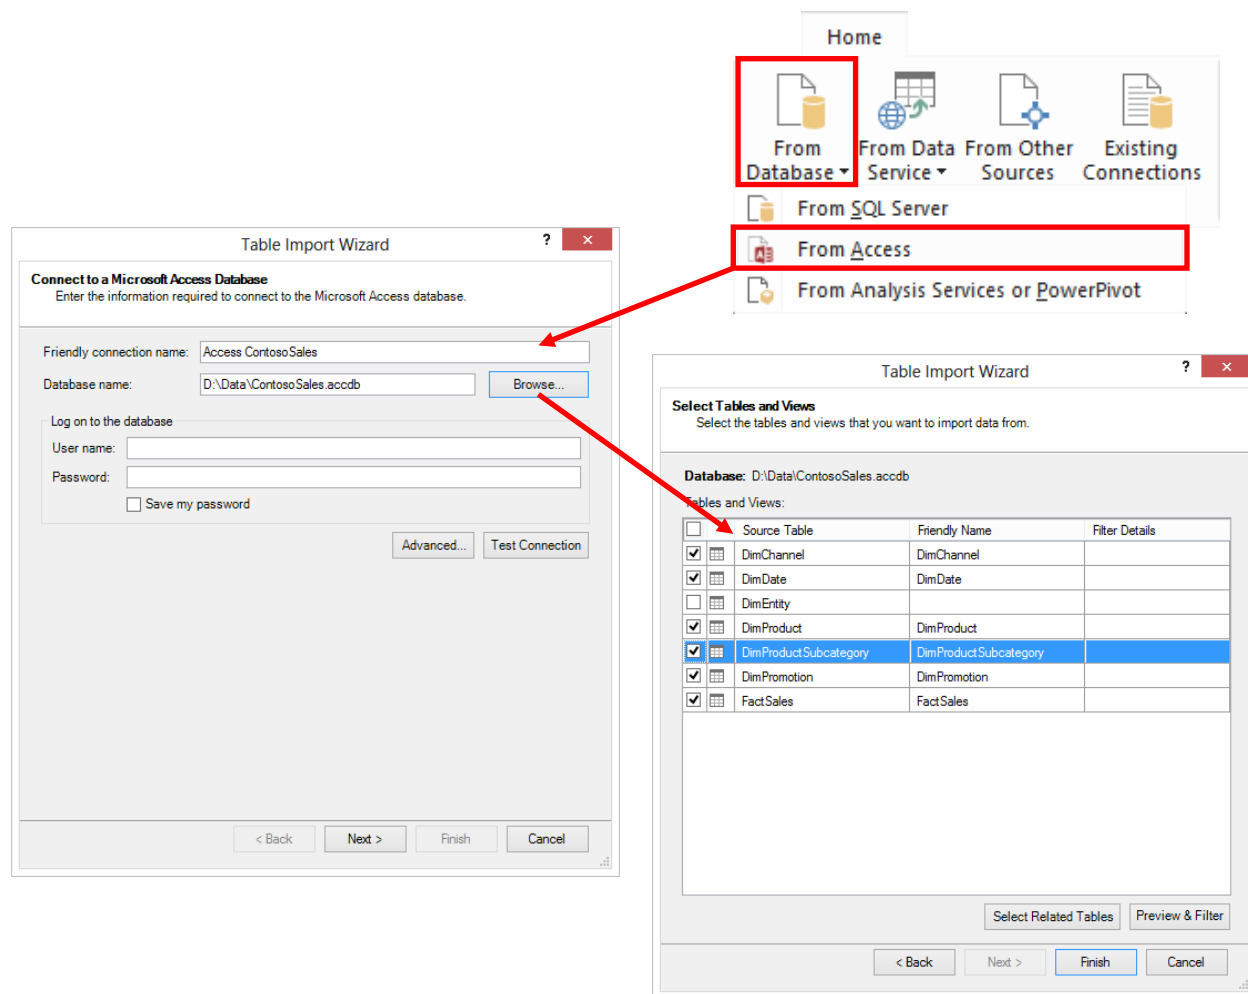 Home
From Database
From Data Service
From Other Sources
Existing Connections
From SQL Server
From Access
From Analysis Services or PowerPivot
Table Import Wizard
?
Connect to a Microsoft Access Database
Enter the information required to connect to the Microsoft Access database.
Friendly connection name: Access ContosoSales
Database name: D:\Data\ContosoSales.accdb Browse...
Log on to the database
User name:
Password:
Save my password
Advanced... Test Connection
< Back Next > Finish Cancel
Table Import Wizard
?
Select Tables and Views
Select the tables and views that you want to import data from.
Database: D:\Data\ContosoSales.accdb
Tables and Views:
Source Table Friendly Name Filter Details
DimChannel DimChannel
DimDate DimDate
DimEntity
DimProduct DimProduct
DimProductSubcategory DimProductSubcategory
DimPromotion DimPromotion
FactSales FactSales
Select Related Tables Preview & Filter
< Back Next > Finish Cancel